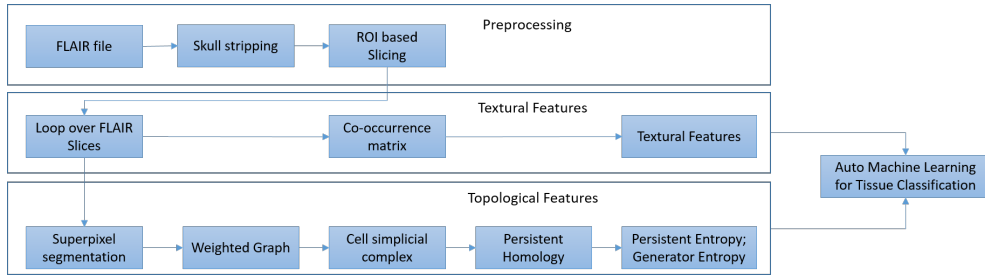 Preprocessing
FLAIR file
Skull stripping
ROI based
Slicing
Textural Features
Loop over FLAIR
Slices
Co-occurrence
matrix
Textural Features
Auto Machine Learning
for Tissue Classification
Topological Features
Superpixel
segmentation
Weighted Graph
Cell simplicial
complex
Persistent
Homology
Persistent Entropy;
Generator Entropy